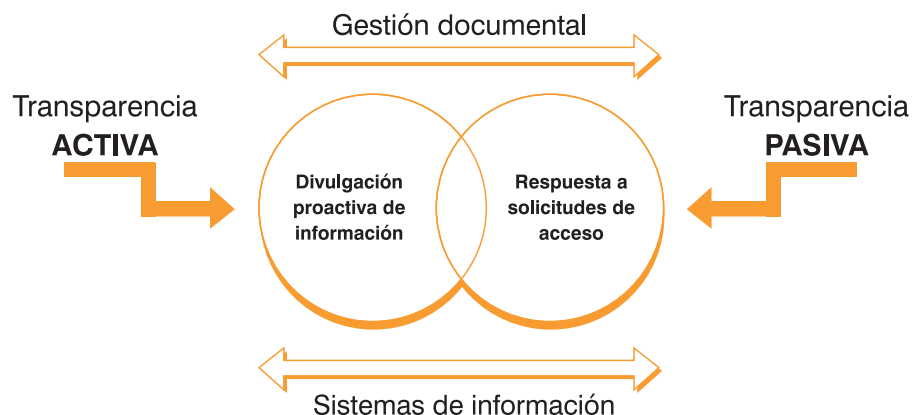 Gestión documental
Transparencia
ACTIVA
Divulgación
proactiva de
información
Respuesta a
solicitudes de
acceso
Transparencia
PASIVA
Sistemas de información